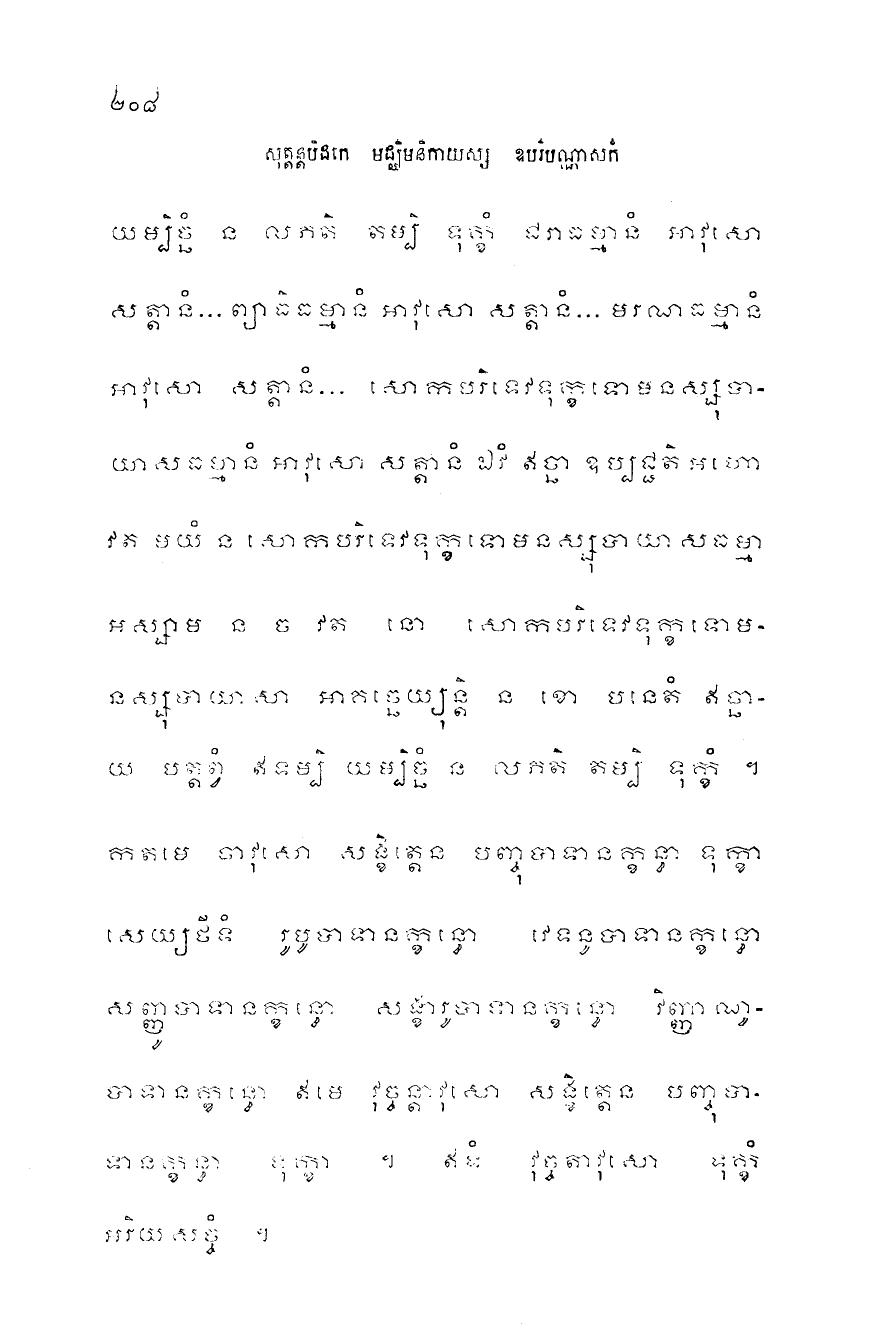 ២០៨
សុត្តន្តបិដកេ មជ្ឈិមនិកាយស្ស ឧបរិបណ្ណាសកំ
យម្បិច្ឆំ ន លភតិ តម្បិ ទុក្ខំ ជរាធម្មានំ អាវុសោ
សត្តានំ... ព្យាធិធម្មានំ អាវុសោ សត្តានំ... មរណធម្មានំ
អាវុសោ សត្តានំ... សោកបរិទេវទុក្ខទោមនស្សុបា-
យាសធម្មានំ អាវុសោ សត្តានំ ឯវំ ឥច្ឆា ឧប្បជ្ជតិ អហោ
វត មយំ ន សោកបរិទេវទុក្ខទោមនស្សុបាយាសធម្មា
អស្សាម ន ច វត នោ សោកបរិទេវទុក្ខទោម-
នស្សុបាយាសា អាគច្ឆេយ្យុន្តិ ន ខោ បនេតំ ឥច្ឆា-
យ បត្តព្វំ ឥទម្បិ យម្បិច្ឆំ ន លភតិ តម្បិ ទុក្ខំ ។
កតមេ ចាវុសោ សង្ខិត្តេន បញ្ចុបាទានក្ខន្ធា ទុក្ខា
សេយ្យថីទំ រូបូបាទានក្ខន្ធោ វេទនូបាទានក្ខន្ធោ
សញ្ញូបាទានក្ខន្ធោ សង្ខារូបាទានក្ខន្ធោ វិញ្ញាណូ-
បាទានក្ខន្ធោ ឥមេ វុច្ចន្តាវុសោ សង្ខិត្តេន បញ្ចុបា-
ទានក្ខន្ធា ទុក្ខា ។ ឥទំ វុច្ចតាវុសោ ទុក្ខំ
អរិយសច្ចំ ។